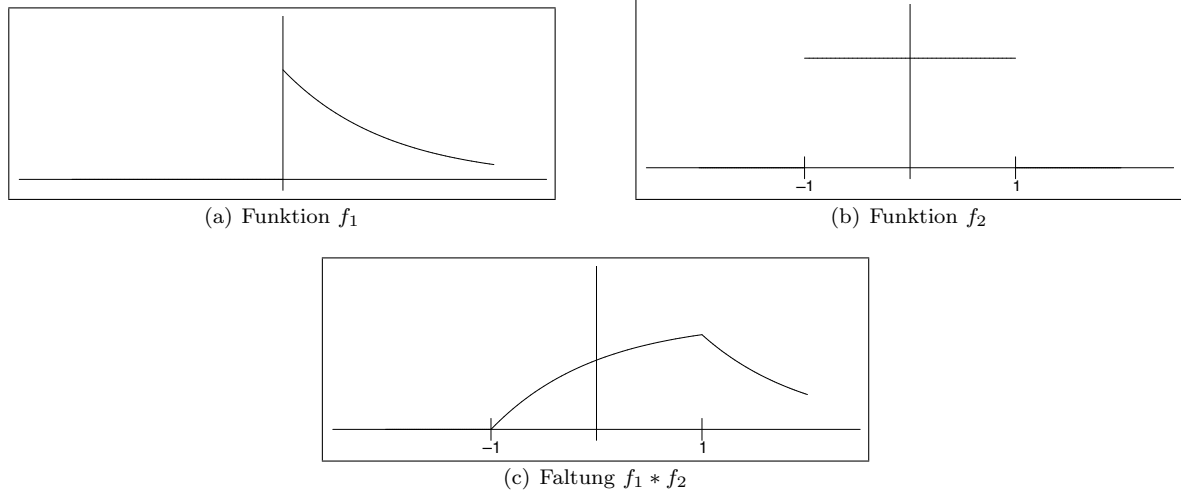 −1
1
(a) Funktion f₁
(b) Funktion f₂
−1
1
(c) Faltung f₁ ∗ f₂